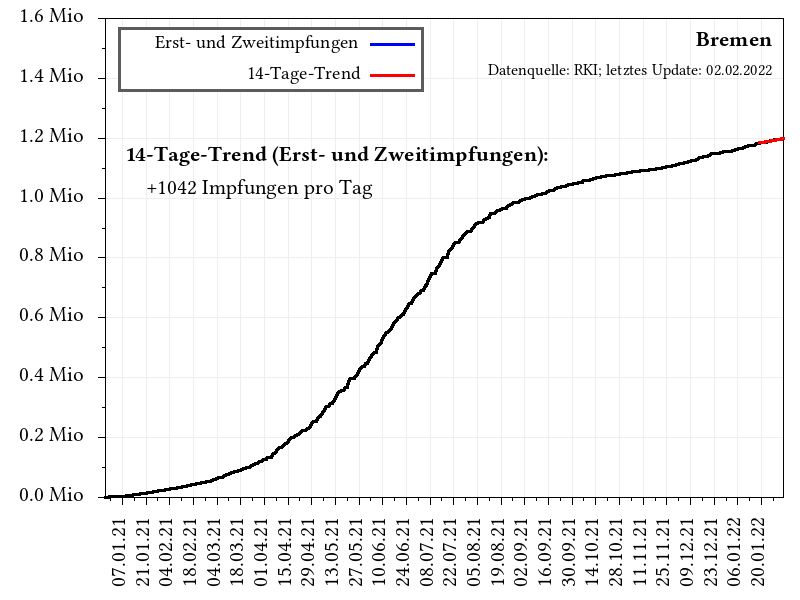 1.6 Mio
1.4 Mio
1.2 Mio
1.0 Mio
0.8 Mio
0.6 Mio
0.4 Mio
0.2 Mio
0.0 Mio
Erst- und Zweitimpfungen
14-Tage-Trend
Bremen
Datenquelle: RKI; letztes Update: 02.02.2022
14-Tage-Trend (Erst- und Zweitimpfungen):
+1042 Impfungen pro Tag
07.01.21
21.01.21
04.02.21
18.02.21
04.03.21
18.03.21
01.04.21
15.04.21
29.04.21
13.05.21
27.05.21
10.06.21
24.06.21
08.07.21
22.07.21
05.08.21
19.08.21
02.09.21
16.09.21
30.09.21
14.10.21
28.10.21
11.11.21
25.11.21
09.12.21
23.12.21
06.01.22
20.01.22